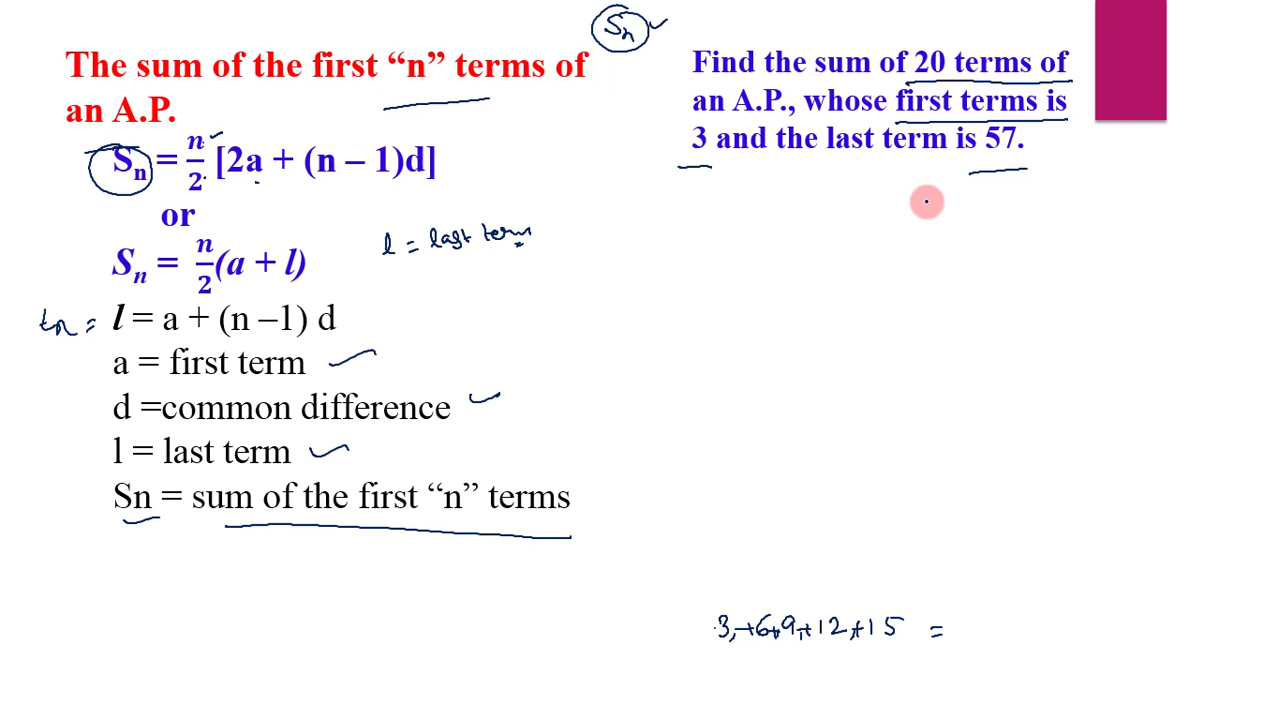 Sn
The sum of the first “n” terms of
an A.P.
Sn = n/2 [2a + (n – 1)d]
or
Sn = n/2 (a + l)
l = last term
tn = l = a + (n –1) d
a = first term
d =common difference
l = last term
Sn = sum of the first “n” terms
Find the sum of 20 terms of
an A.P., whose first terms is
3 and the last term is 57.
3,+6+9,+12,+15 =